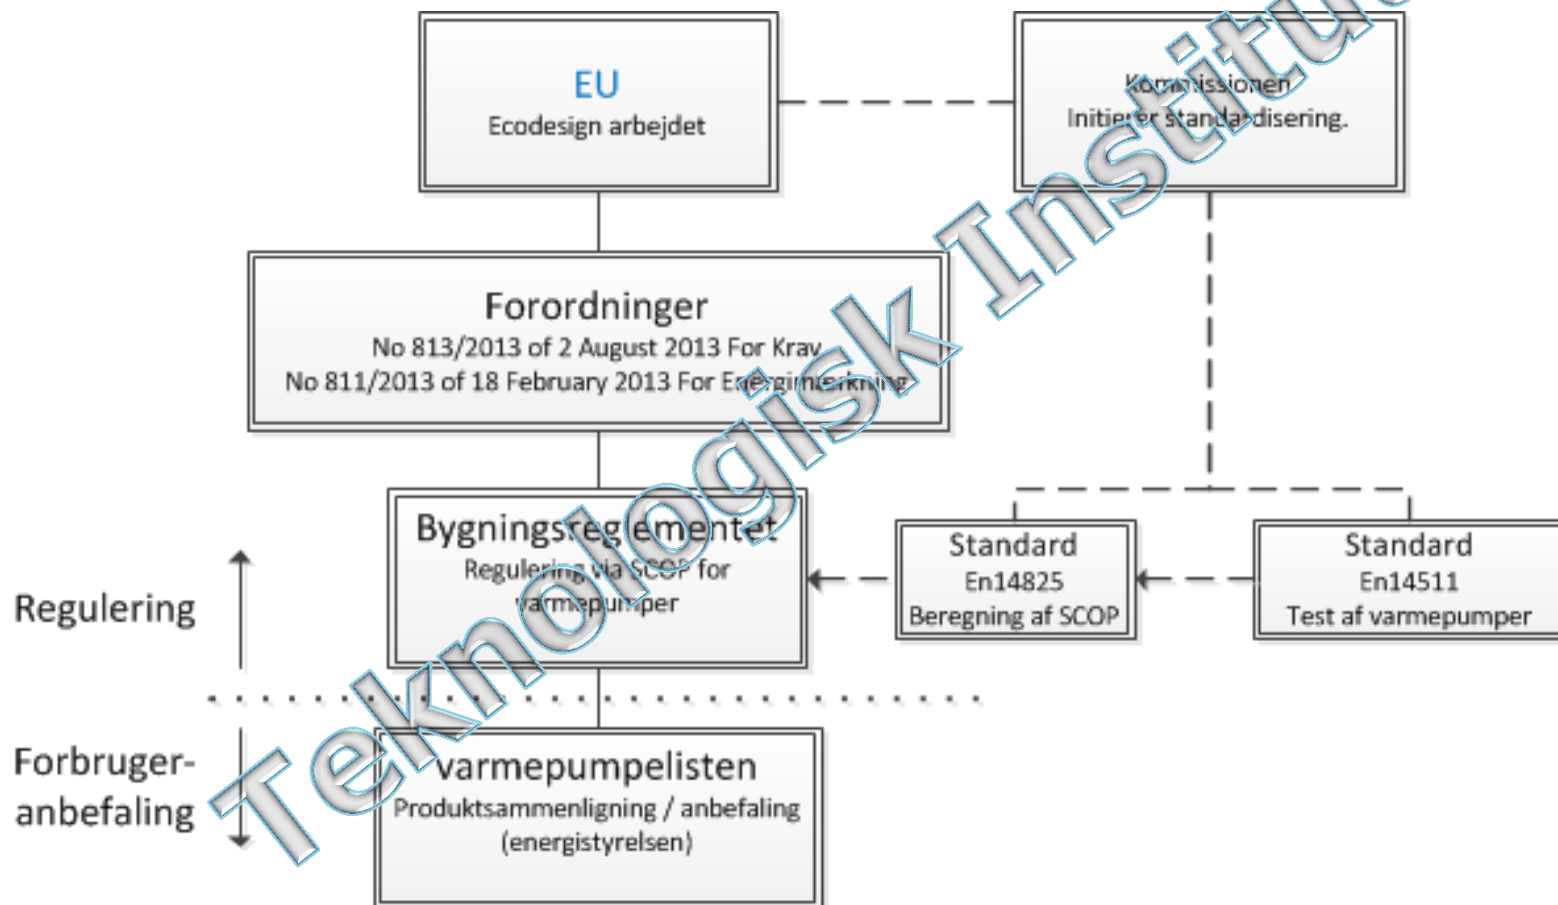 EU
Ecodesign arbejdet
Kommissionen
Initierer standardisering.
Forordninger
No 813/2013 of 2 August 2013 For Krav
No 811/2013 of 18 February 2013 For Energimærkning
Bygningsreglementet
Regulering via SCOP for
varmepumper
Standard
En14825
Beregning af SCOP
Standard
En14511
Test af varmepumper
Regulering
Forbruger-
anbefaling
varmepumpelisten
Produktsammenligning / anbefaling
(energistyrelsen)
Teknologisk Institu